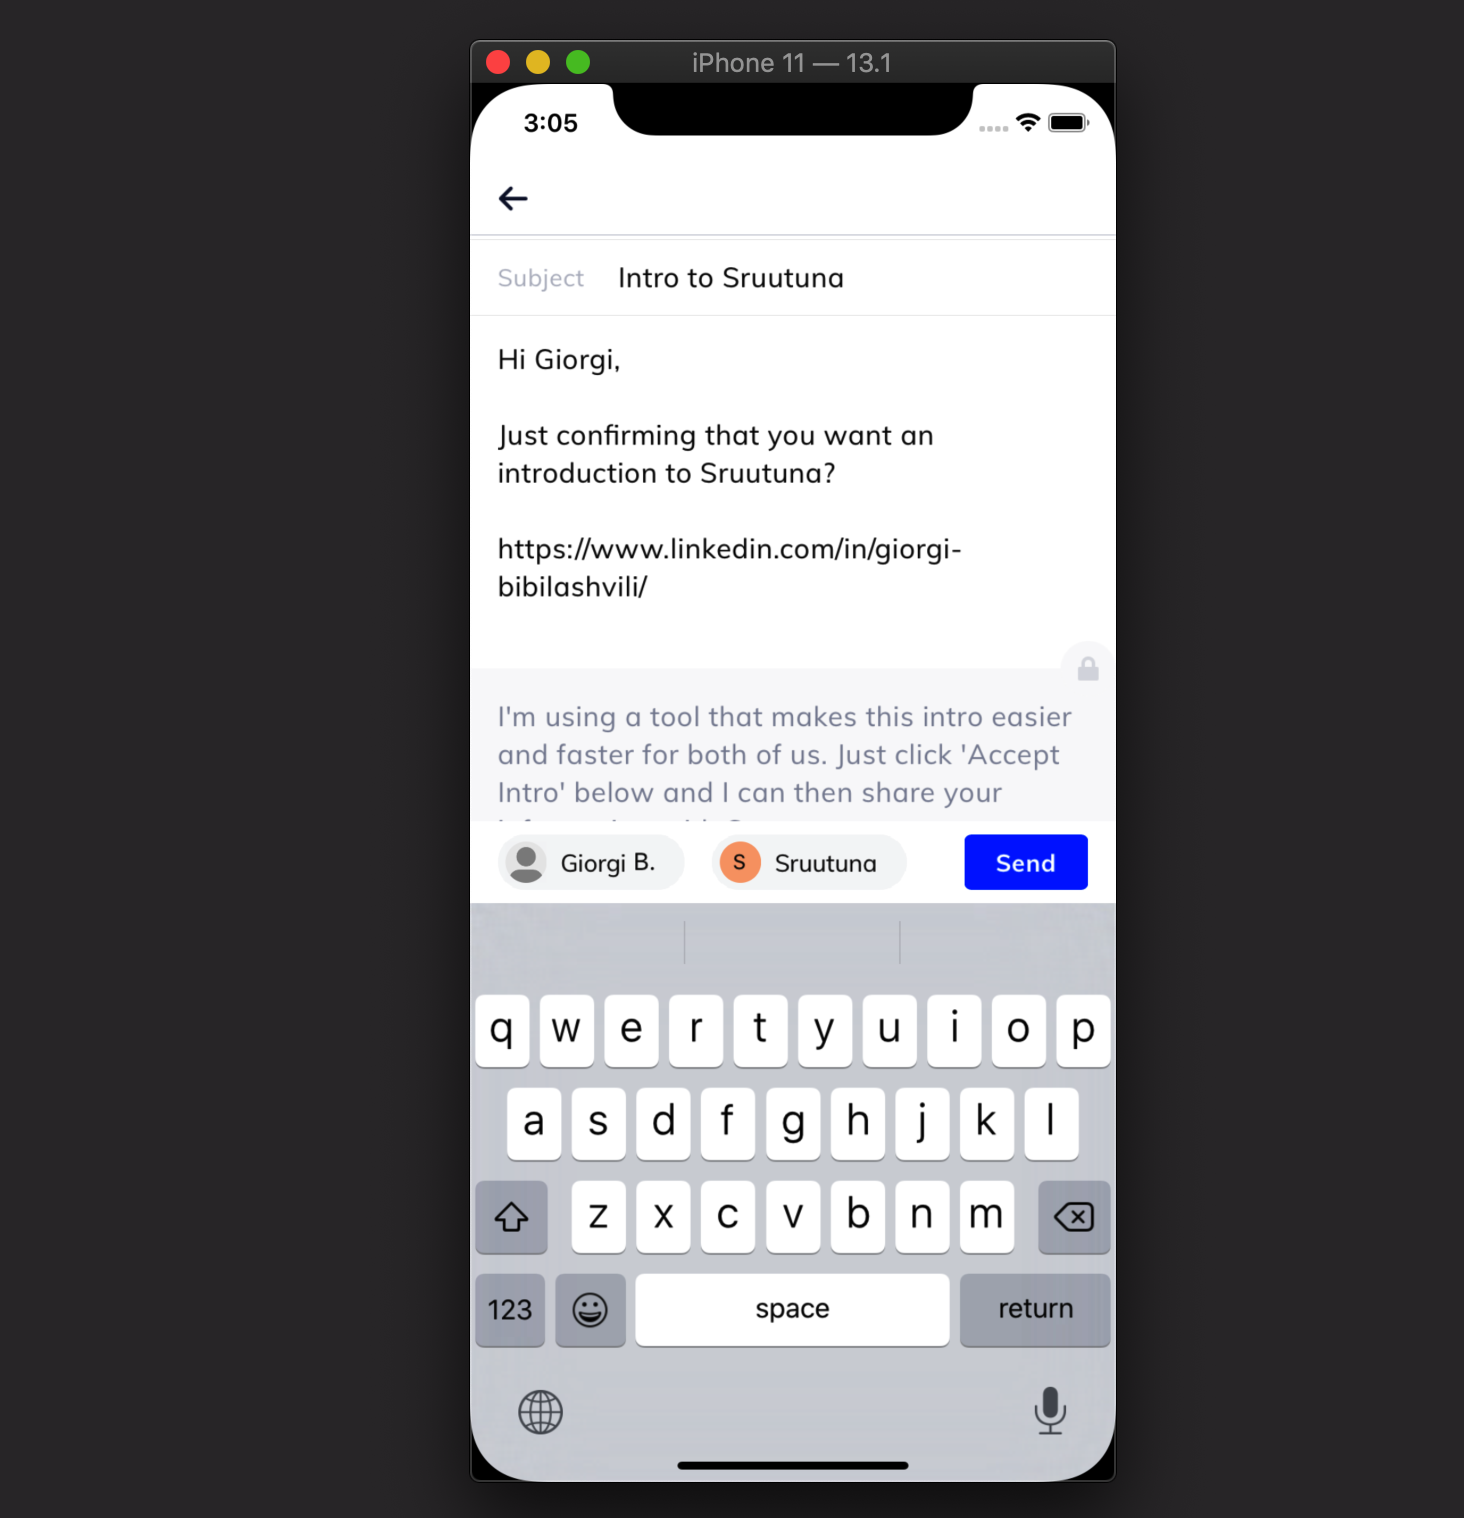 iPhone 11 — 13.1
3:05
Subject Intro to Sruutuna
Hi Giorgi,
Just confirming that you want an
introduction to Sruutuna?
https://www.linkedin.com/in/giorgi-
bibilashvili/
I'm using a tool that makes this intro easier
and faster for both of us. Just click 'Accept
Intro' below and I can then share your
Giorgi B. S Sruutuna Send
q w e r t y u i o p
a s d f g h j k l
z x c v b n m
123 space return